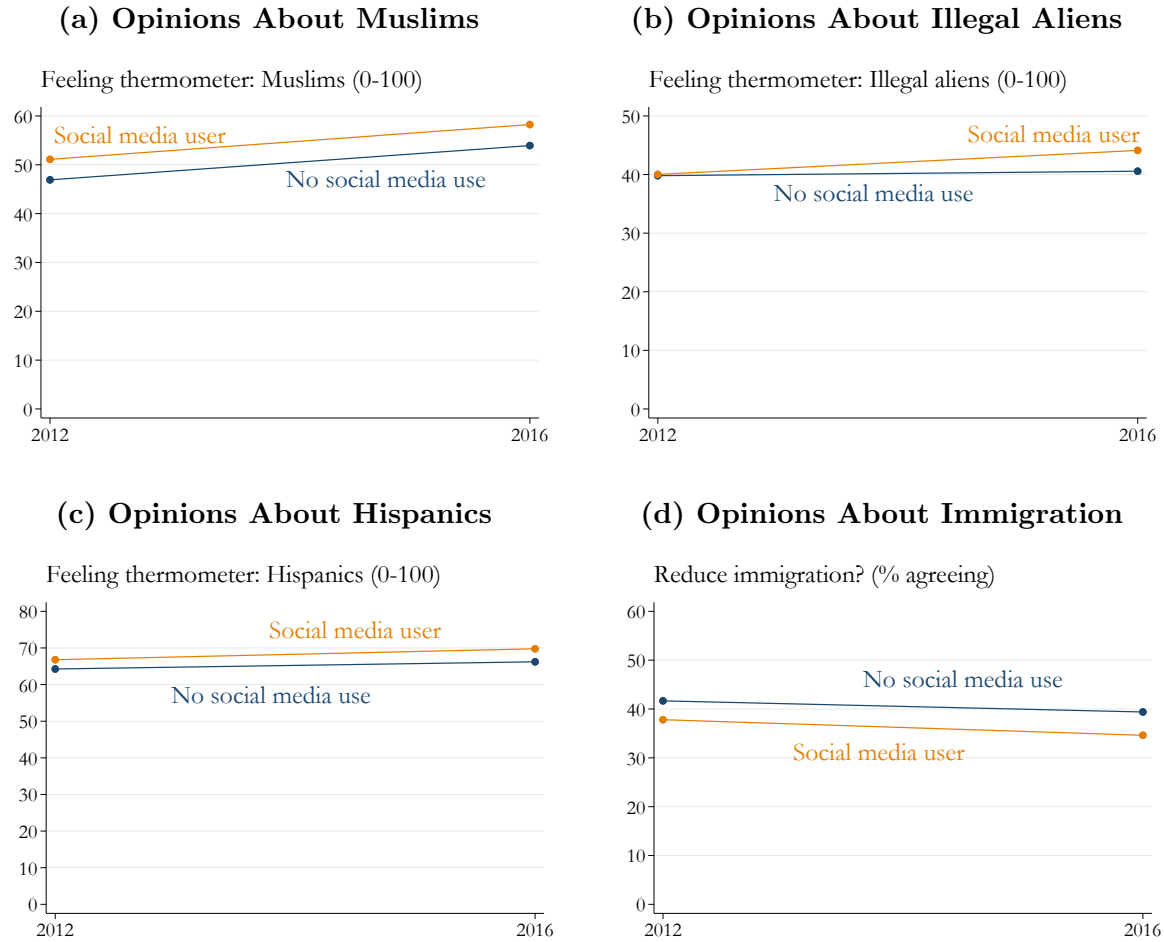 (a) Opinions About Muslims
Feeling thermometer: Muslims (0-100)
60
50
40
30
20
10
0
Social media user
No social media use
2012
2016
(b) Opinions About Illegal Aliens
Feeling thermometer: Illegal aliens (0-100)
50
40
30
20
10
0
Social media user
No social media use
2012
2016
(c) Opinions About Hispanics
Feeling thermometer: Hispanics (0-100)
80
70
60
50
40
30
20
10
0
Social media user
No social media use
2012
2016
(d) Opinions About Immigration
Reduce immigration? (% agreeing)
60
50
40
30
20
10
0
No social media use
Social media user
2012
2016